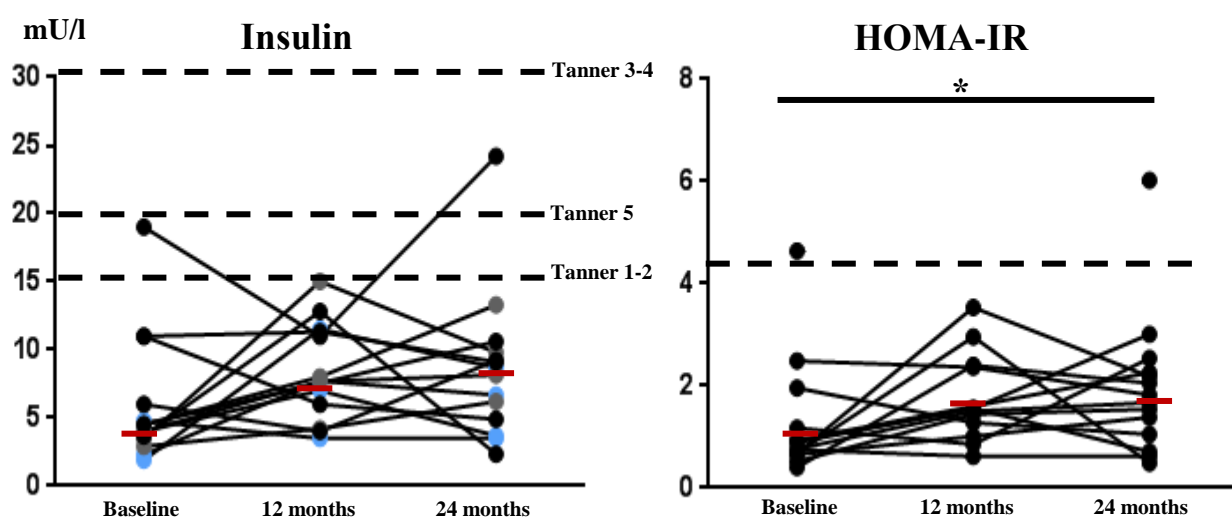 mU/l
Insulin
30
25
20
15
10
5
0
Tanner 3-4
Tanner 5
Tanner 1-2
Baseline
12 months
24 months
HOMA-IR
8
6
4
2
0
*
Baseline
12 months
24 months